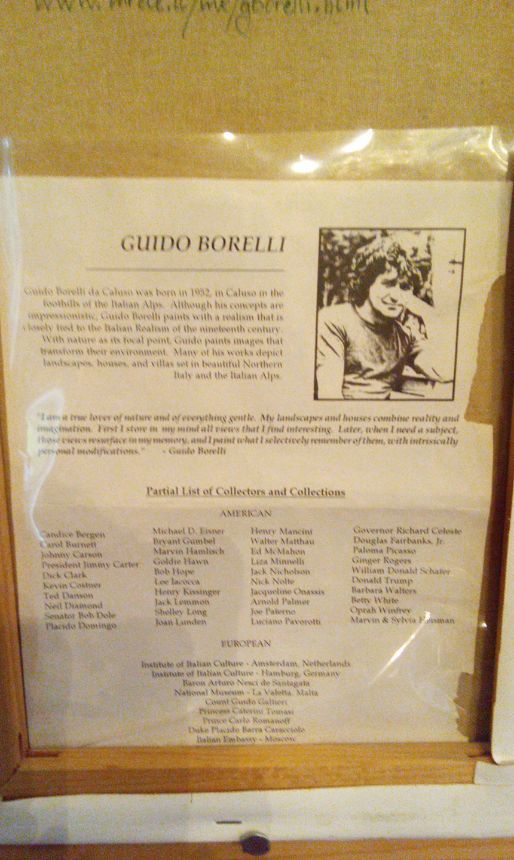 GUIDO BORELLI
Guido Borelli da Caluso was born in 1952, in Caluso in the
foothills of the Italian Alps. Although his concepts are
impressionistic, Guido Borelli paints with a realism that is
closely tied to the Italian Realism of the nineteenth century.
With nature as its focal point, Guido paints images that
transform their environment. Many of his works depict
landscapes, houses, and villas set in beautiful Northern
Italy and the Italian Alps.
"I am a true lover of nature and of everything gentle. My landscapes and houses combine reality and
imagination. First I store in my mind all views that I find interesting. Later, when I need a subject,
those views resurface in my memory, and I paint what I selectively remember of them, with intrisically
personal modifications." - Guido Borelli
Partial List of Collectors and Collections
AMERICAN
Candice Bergen
Carol Burnett
Johnny Carson
President Jimmy Carter
Dick Clark
Kevin Costner
Ted Danson
Neil Diamond
Senator Bob Dole
Placido Domingo
Michael D. Eisner
Bryant Gumbel
Marvin Hamlisch
Goldie Hawn
Bob Hope
Lee Iacocca
Henry Kissinger
Jack Lemmon
Shelley Long
Joan Lunden
Henry Mancini
Walter Matthau
Ed McMahon
Liza Minnelli
Jack Nicholson
Nick Nolte
Jacqueline Onassis
Arnold Palmer
Joe Paterno
Luciano Pavorotti
Governor Richard Celeste
Douglas Fairbanks, Jr.
Paloma Picasso
Ginger Rogers
William Donald Schafer
Donald Trump
Barbara Walters
Betty White
Oprah Winfrey
Marvin & Sylvia
EUROPEAN
Institute of Italian Culture - Amsterdam, Netherlands
Institute of Italian Culture - Hamburg, Germany
Baron Arturo Nesci de Santagata
National Museum - La Valetta, Malta
Count Guido Galtieri
Princess Caterini Tomasi
Prince Carlo Romanoff
Duke Placido Barra Caracciolo
Italian Embassy - Moscow